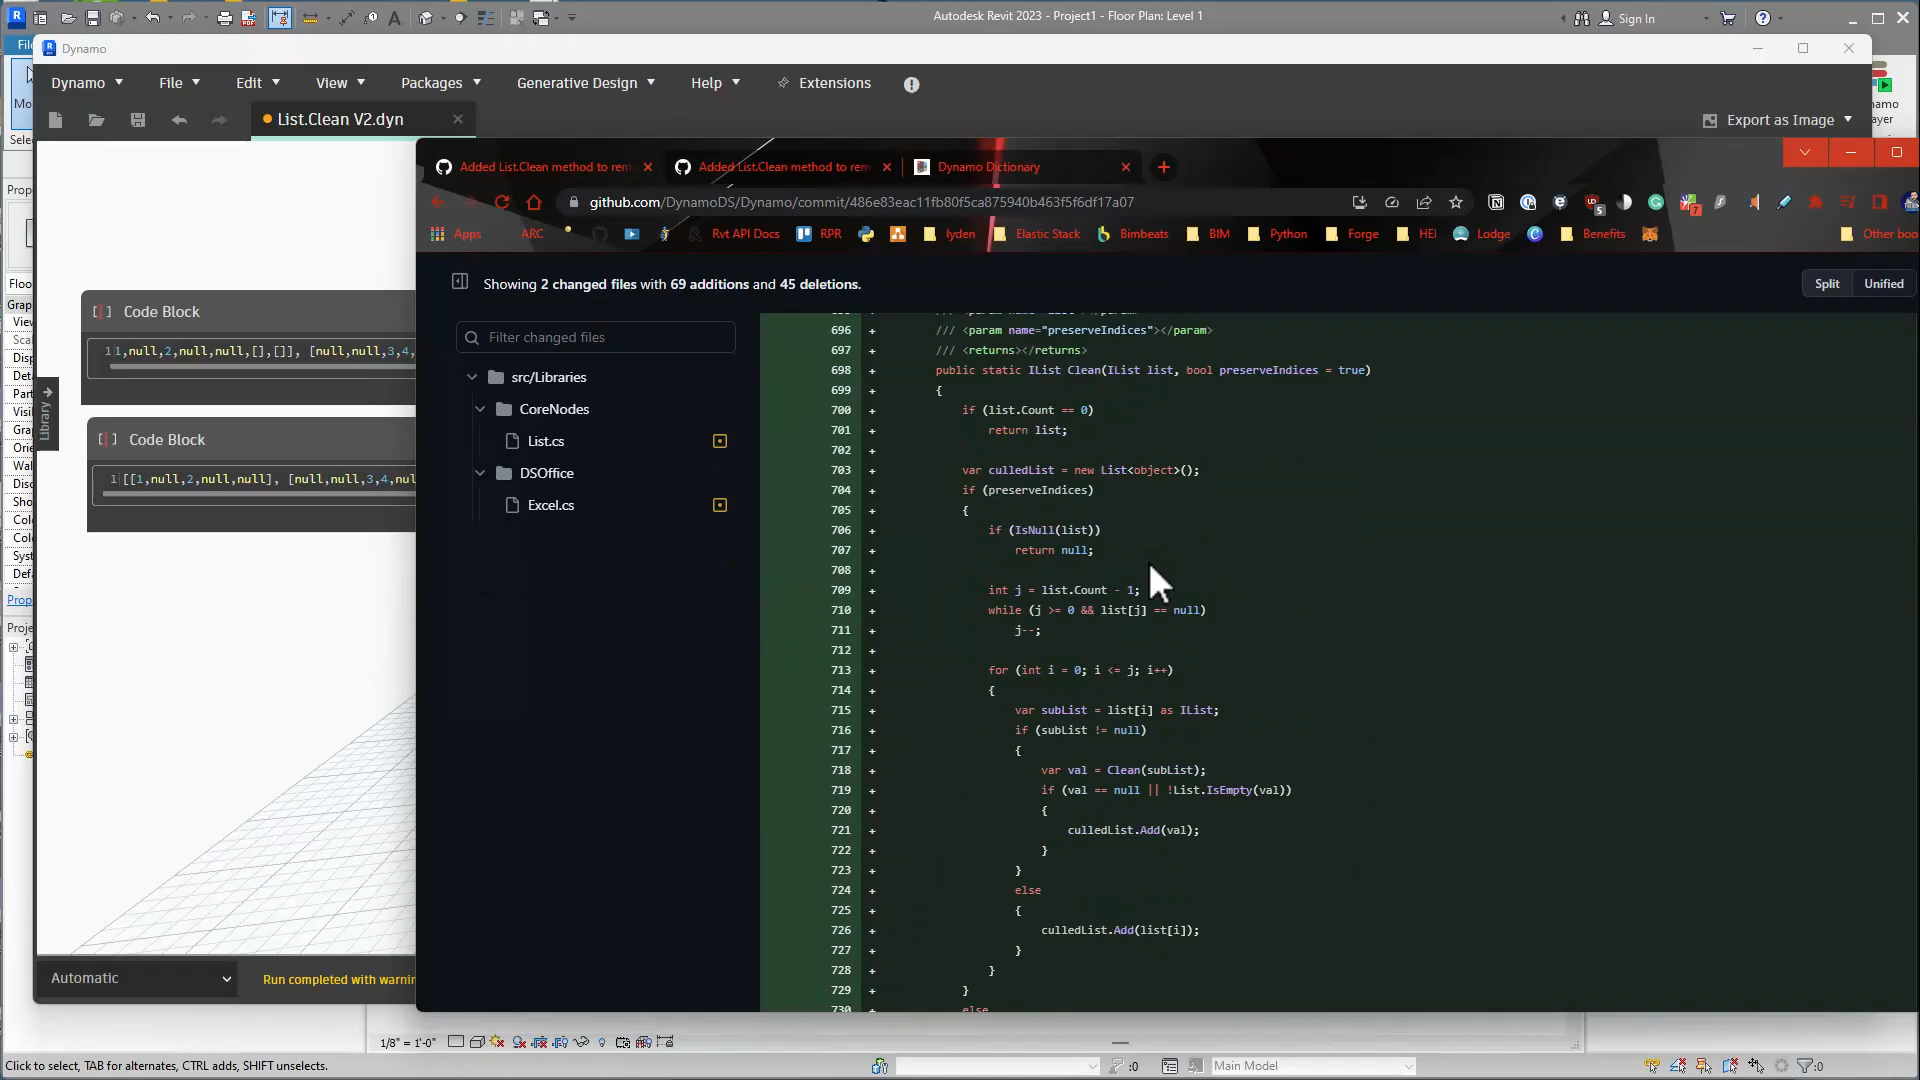 Autodesk Revit 2023 - Project1 - Floor Plan: Level 1
Sign In
Dynamo
Dynamo File Edit View Packages Generative Design Help Extensions
List.Clean V2.dyn
Export as Image
Added List.Clean method to rem
Added List.Clean method to rem
Dynamo Dictionary
github.com/DynamoDS/Dynamo/commit/486e83eac11fb80f5ca875940b463f5f6df17a07
Apps ARC Rvt API Docs RPR lyden Elastic Stack Bimbeats BIM Python Forge HEI Lodge Benefits Other boo
Showing 2 changed files with 69 additions and 45 deletions.
Split Unified
Filter changed files
src/Libraries
CoreNodes
List.cs
DSOffice
Excel.cs
Code Block
1 1,null,2,null,null,[],[]], [null,null,3,4,
Code Block
1 [[1,null,2,null,null], [null,null,3,4,nul
Library
696 + /// <param name="preserveIndices"></param>
697 + /// <returns></returns>
698 + public static IList Clean(IList list, bool preserveIndices = true)
699 + {
700 + if (list.Count == 0)
701 + return list;
702 +
703 + var culledList = new List<object>();
704 + if (preserveIndices)
705 + {
706 + if (IsNull(list))
707 + return null;
708 +
709 + int j = list.Count - 1;
710 + while (j >= 0 && list[j] == null)
711 + j--;
712 +
713 + for (int i = 0; i <= j; i++)
714 + {
715 + var subList = list[i] as IList;
716 + if (subList != null)
717 + {
718 + var val = Clean(subList);
719 + if (val == null || !List.IsEmpty(val))
720 + {
721 + culledList.Add(val);
722 + }
723 + }
724 + else
725 + {
726 + culledList.Add(list[i]);
727 + }
728 + }
729 + }
730 + else
Automatic
Run completed with warnin
1/8" = 1'-0"
Click to select, TAB for alternates, CTRL adds, SHIFT unselects.
:0
Main Model
:0